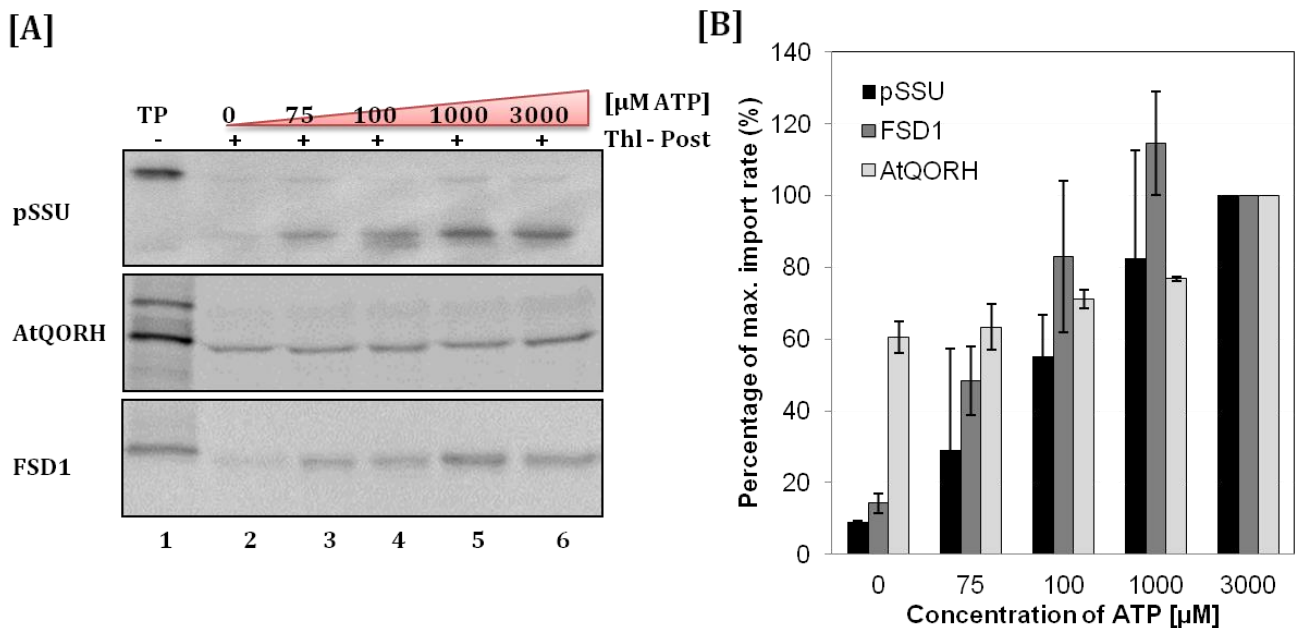 [A]
TP 0 75 100 1000 3000 [µM ATP]
- + + + + + Thl - Post
pSSU
AtQORH
FSD1
1 2 3 4 5 6
[B]
Percentage of max. import rate (%)
140
120
100
80
60
40
20
0
pSSU
FSD1
AtQORH
0 75 100 1000 3000
Concentration of ATP [µM]